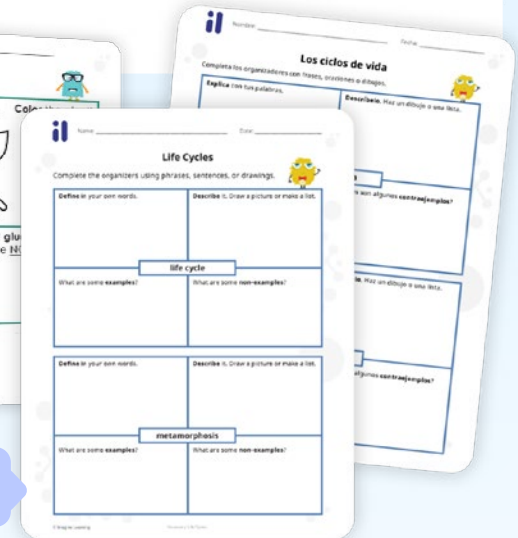 Colo
glu
e NO
il
Nombre:
Fecha:
Los ciclos de vida
Completa los organizadores con frases, oraciones o dibujos.
Explica con tus palabras.
Descríbelo. Haz un dibujo o una lista.
son algunos contraejemplos?
Haz un dibujo o una lista.
algunos contraejemplos?
il
Name:
Date:
Life Cycles
Complete the organizers using phrases, sentences, or drawings.
Define in your own words.
Describe it. Draw a picture or make a list.
life cycle
What are some examples?
What are some non-examples?
Define in your own words.
Describe it. Draw a picture or make a list.
metamorphosis
What are some examples?
What are some non-examples?
© Imagine Learning